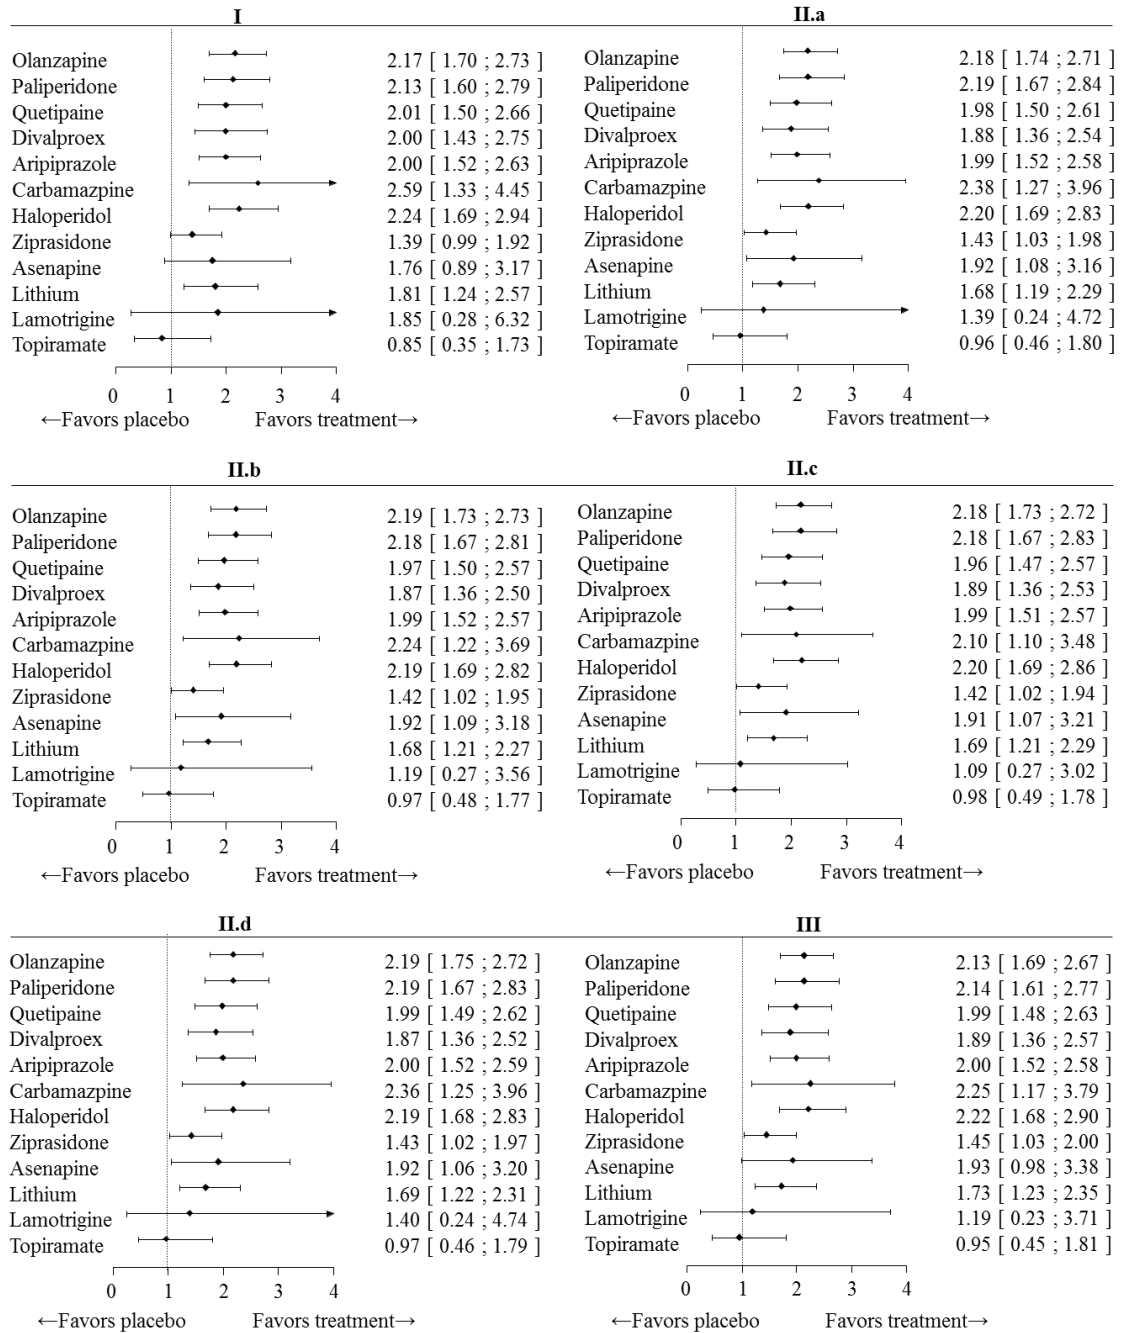 I
Olanzapine 2.17 [ 1.70 ; 2.73 ]
Paliperidone 2.13 [ 1.60 ; 2.79 ]
Quetipaine 2.01 [ 1.50 ; 2.66 ]
Divalproex 2.00 [ 1.43 ; 2.75 ]
Aripiprazole 2.00 [ 1.52 ; 2.63 ]
Carbamazpine 2.59 [ 1.33 ; 4.45 ]
Haloperidol 2.24 [ 1.69 ; 2.94 ]
Ziprasidone 1.39 [ 0.99 ; 1.92 ]
Asenapine 1.76 [ 0.89 ; 3.17 ]
Lithium 1.81 [ 1.24 ; 2.57 ]
Lamotrigine 1.85 [ 0.28 ; 6.32 ]
Topiramate 0.85 [ 0.35 ; 1.73 ]
0 1 2 3 4
←Favors placebo Favors treatment→
II.a
Olanzapine 2.18 [ 1.74 ; 2.71 ]
Paliperidone 2.19 [ 1.67 ; 2.84 ]
Quetipaine 1.98 [ 1.50 ; 2.61 ]
Divalproex 1.88 [ 1.36 ; 2.54 ]
Aripiprazole 1.99 [ 1.52 ; 2.58 ]
Carbamazpine 2.38 [ 1.27 ; 3.96 ]
Haloperidol 2.20 [ 1.69 ; 2.83 ]
Ziprasidone 1.43 [ 1.03 ; 1.98 ]
Asenapine 1.92 [ 1.08 ; 3.16 ]
Lithium 1.68 [ 1.19 ; 2.29 ]
Lamotrigine 1.39 [ 0.24 ; 4.72 ]
Topiramate 0.96 [ 0.46 ; 1.80 ]
0 1 2 3 4
←Favors placebo Favors treatment→
II.b
Olanzapine 2.19 [ 1.73 ; 2.73 ]
Paliperidone 2.18 [ 1.67 ; 2.81 ]
Quetipaine 1.97 [ 1.50 ; 2.57 ]
Divalproex 1.87 [ 1.36 ; 2.50 ]
Aripiprazole 1.99 [ 1.52 ; 2.57 ]
Carbamazpine 2.24 [ 1.22 ; 3.69 ]
Haloperidol 2.19 [ 1.69 ; 2.82 ]
Ziprasidone 1.42 [ 1.02 ; 1.95 ]
Asenapine 1.92 [ 1.09 ; 3.18 ]
Lithium 1.68 [ 1.21 ; 2.27 ]
Lamotrigine 1.19 [ 0.27 ; 3.56 ]
Topiramate 0.97 [ 0.48 ; 1.77 ]
0 1 2 3 4
←Favors placebo Favors treatment→
II.c
Olanzapine 2.18 [ 1.73 ; 2.72 ]
Paliperidone 2.18 [ 1.67 ; 2.83 ]
Quetipaine 1.96 [ 1.47 ; 2.57 ]
Divalproex 1.89 [ 1.36 ; 2.53 ]
Aripiprazole 1.99 [ 1.51 ; 2.57 ]
Carbamazpine 2.10 [ 1.10 ; 3.48 ]
Haloperidol 2.20 [ 1.69 ; 2.86 ]
Ziprasidone 1.42 [ 1.02 ; 1.94 ]
Asenapine 1.91 [ 1.07 ; 3.21 ]
Lithium 1.69 [ 1.21 ; 2.29 ]
Lamotrigine 1.09 [ 0.27 ; 3.02 ]
Topiramate 0.98 [ 0.49 ; 1.78 ]
0 1 2 3 4
←Favors placebo Favors treatment→
II.d
Olanzapine 2.19 [ 1.75 ; 2.72 ]
Paliperidone 2.19 [ 1.67 ; 2.83 ]
Quetipaine 1.99 [ 1.49 ; 2.62 ]
Divalproex 1.87 [ 1.36 ; 2.52 ]
Aripiprazole 2.00 [ 1.52 ; 2.59 ]
Carbamazpine 2.36 [ 1.25 ; 3.96 ]
Haloperidol 2.19 [ 1.68 ; 2.83 ]
Ziprasidone 1.43 [ 1.02 ; 1.97 ]
Asenapine 1.92 [ 1.06 ; 3.20 ]
Lithium 1.69 [ 1.22 ; 2.31 ]
Lamotrigine 1.40 [ 0.24 ; 4.74 ]
Topiramate 0.97 [ 0.46 ; 1.79 ]
0 1 2 3 4
←Favors placebo Favors treatment→
III
Olanzapine 2.13 [ 1.69 ; 2.67 ]
Paliperidone 2.14 [ 1.61 ; 2.77 ]
Quetipaine 1.99 [ 1.48 ; 2.63 ]
Divalproex 1.89 [ 1.36 ; 2.57 ]
Aripiprazole 2.00 [ 1.52 ; 2.58 ]
Carbamazpine 2.25 [ 1.17 ; 3.79 ]
Haloperidol 2.22 [ 1.68 ; 2.90 ]
Ziprasidone 1.45 [ 1.03 ; 2.00 ]
Asenapine 1.93 [ 0.98 ; 3.38 ]
Lithium 1.73 [ 1.23 ; 2.35 ]
Lamotrigine 1.19 [ 0.23 ; 3.71 ]
Topiramate 0.95 [ 0.45 ; 1.81 ]
0 1 2 3 4
←Favors placebo Favors treatment→